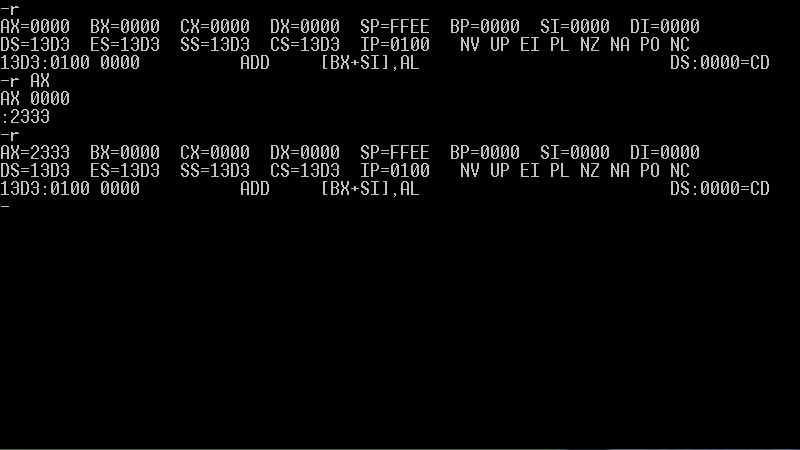 -r
AX=0000  BX=0000  CX=0000  DX=0000  SP=FFEE  BP=0000  SI=0000  DI=0000
DS=13D3  ES=13D3  SS=13D3  CS=13D3  IP=0100   NV UP EI PL NZ NA PO NC
13D3:0100 0000          ADD     [BX+SI],AL                         DS:0000=CD
-r AX
AX 0000
:2333
-r
AX=2333  BX=0000  CX=0000  DX=0000  SP=FFEE  BP=0000  SI=0000  DI=0000
DS=13D3  ES=13D3  SS=13D3  CS=13D3  IP=0100   NV UP EI PL NZ NA PO NC
13D3:0100 0000          ADD     [BX+SI],AL                         DS:0000=CD
-